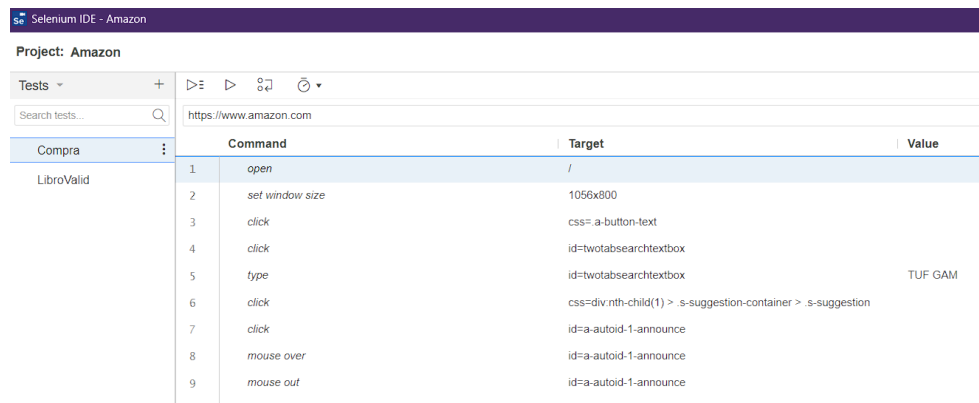 Se Selenium IDE - Amazon
Project: Amazon
Tests
Search tests...
https://www.amazon.com
Compra
LibroValid
Command Target Value
1 open /
2 set window size 1056x800
3 click css=.a-button-text
4 click id=twotabsearchtextbox
5 type id=twotabsearchtextbox TUF GAM
6 click css=div:nth-child(1) > .s-suggestion-container > .s-suggestion
7 click id=a-autoid-1-announce
8 mouse over id=a-autoid-1-announce
9 mouse out id=a-autoid-1-announce